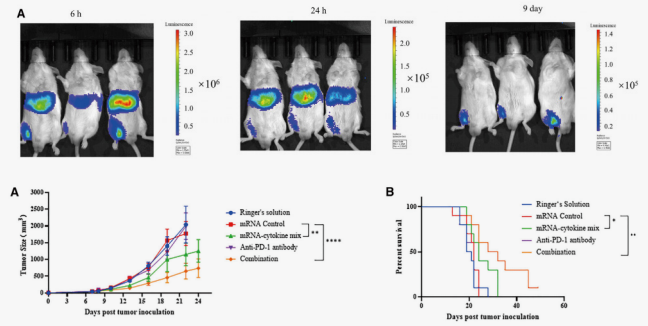 A
6 h
24 h
9 day
Luminescence
3.0
2.5
2.0
1.5
1.0
0.5
×10⁶
Luminescence
2.0
1.5
1.0
0.5
×10⁵
Luminescence
1.4
1.2
1.0
0.8
0.6
0.4
0.2
×10⁵
A
Tumor Size (mm³)
3000
2500
2000
1500
1000
500
0
0 3 6 9 12 15 18 21 24
Days post tumor inoculation
Ringer's solution
mRNA Control
mRNA-cytokine mix
Anti-PD-1 antibody
Combination
**
****
B
Percent survival
100
50
0
0 20 40 60
Days post tumor inoculation
Ringer's Solution
mRNA Control
mRNA-cytokine mix
Anti-PD-1 antibody
Combination
*
**